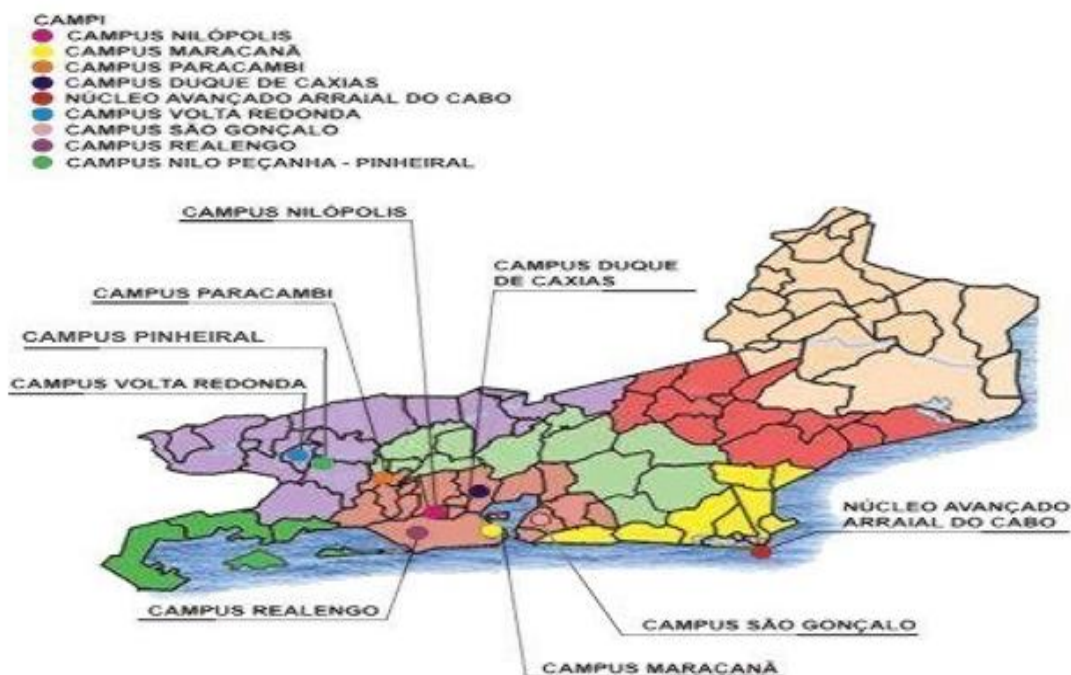 CAMPI
CAMPUS NILÓPOLIS
CAMPUS MARACANÃ
CAMPUS PARACAMBI
CAMPUS DUQUE DE CAXIAS
NÚCLEO AVANÇADO ARRAIAL DO CABO
CAMPUS VOLTA REDONDA
CAMPUS SÃO GONÇALO
CAMPUS REALENGO
CAMPUS NILO PEÇANHA - PINHEIRAL
CAMPUS NILÓPOLIS
CAMPUS DUQUE
DE CAXIAS
CAMPUS PARACAMBI
CAMPUS PINHEIRAL
CAMPUS VOLTA REDONDA
NÚCLEO AVANÇADO
ARRAIAL DO CABO
CAMPUS REALENGO
CAMPUS SÃO GONÇALO
CAMPUS MARACANÃ